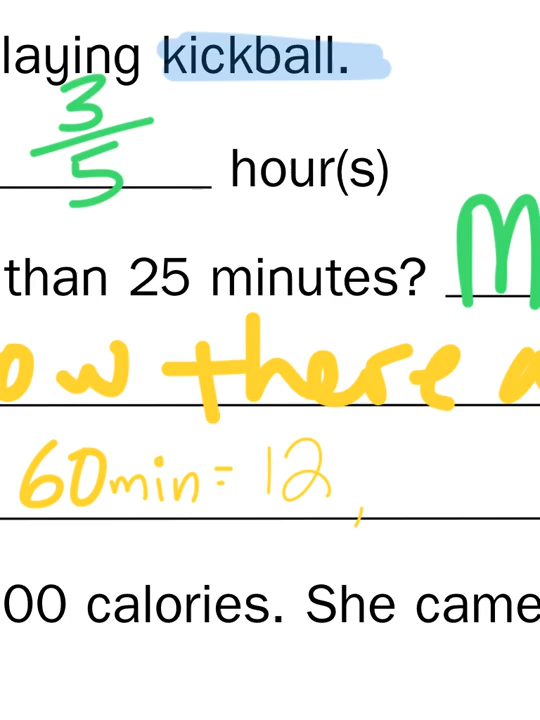 laying kickball.
3/5 hour(s)
than 25 minutes?
ow there
60min = 12,
00 calories. She came